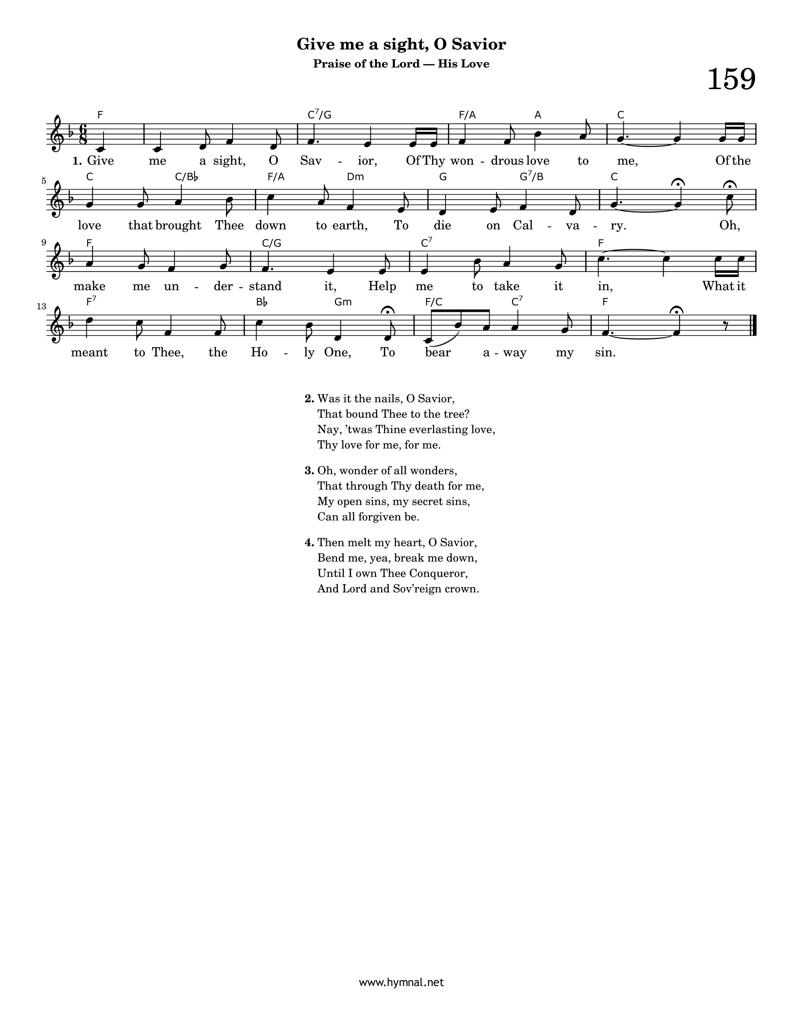 Give me a sight, O Savior
Praise of the Lord — His Love
159
F C7/G F/A A C
6
8
1. Give me a sight, O Sav - ior, Of Thy won - drous love to me, Of the
5
C C/B♭ F/A Dm G G7/B C
love that brought Thee down to earth, To die on Cal - va - ry. Oh,
9
F C/G C7 F
make me un - der - stand it, Help me to take it in, What it
13
F7 B♭ Gm F/C C7 F
meant to Thee, the Ho - ly One, To bear a - way my sin.
2. Was it the nails, O Savior,
That bound Thee to the tree?
Nay, ’twas Thine everlasting love,
Thy love for me, for me.
3. Oh, wonder of all wonders,
That through Thy death for me,
My open sins, my secret sins,
Can all forgiven be.
4. Then melt my heart, O Savior,
Bend me, yea, break me down,
Until I own Thee Conqueror,
And Lord and Sov’reign crown.
www.hymnal.net